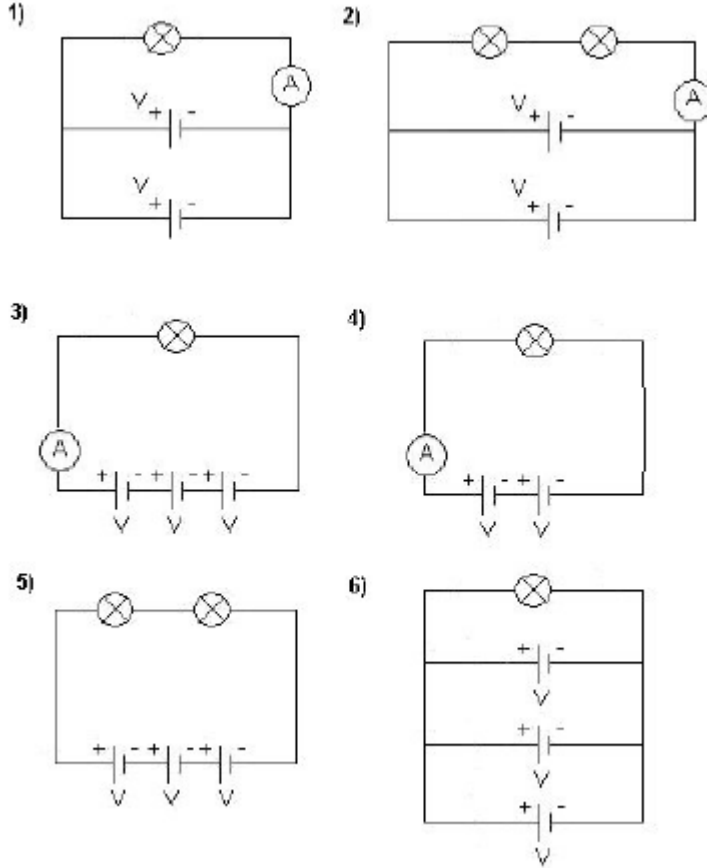 1)
2)
A
A
V + -
V + -
V + -
V + -
3)
4)
A
A
+ - + - + -
+ - + -
V V V
V V
5)
6)
+ -
V
+ -
V
+ - + - + -
V V V
+ -
V